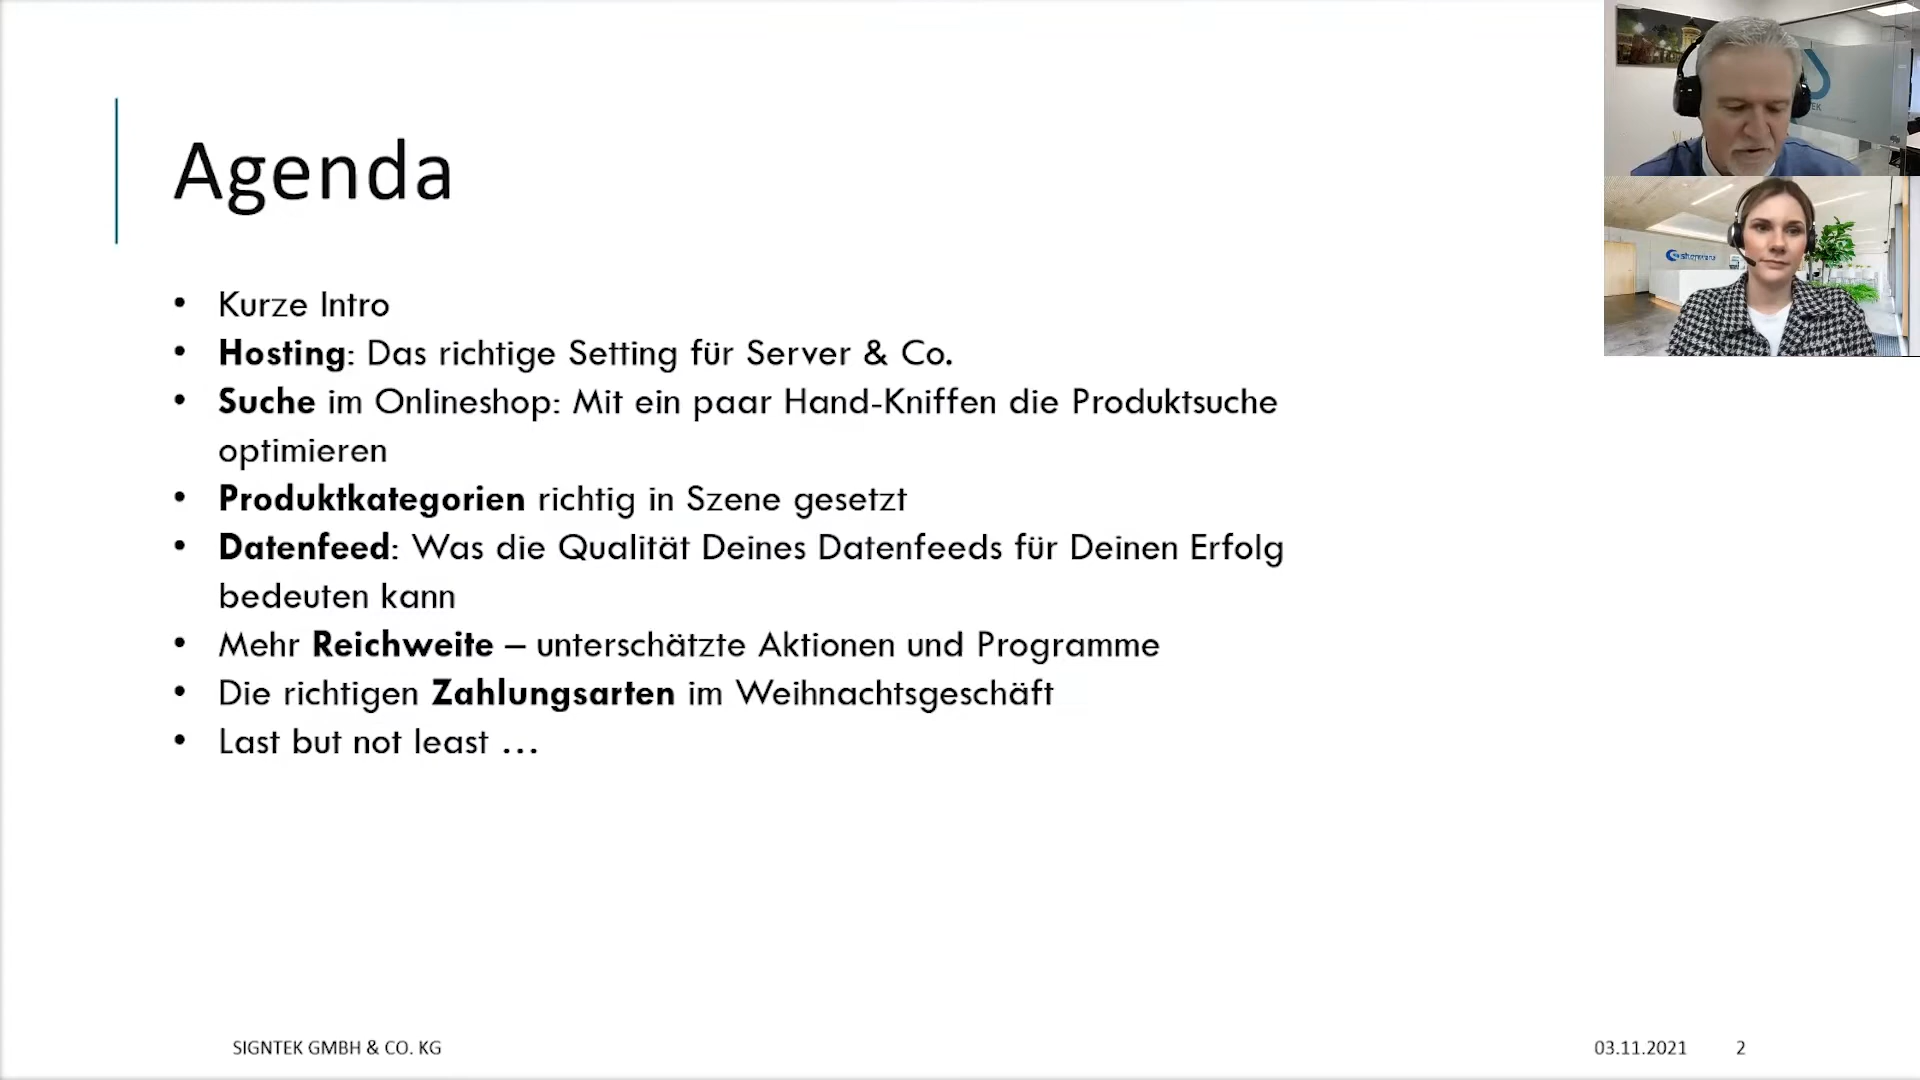 Agenda
• Kurze Intro
• Hosting: Das richtige Setting für Server & Co.
• Suche im Onlineshop: Mit ein paar Hand-Kniffen die Produktsuche
optimieren
• Produktkategorien richtig in Szene gesetzt
• Datenfeed: Was die Qualität Deines Datenfeeds für Deinen Erfolg
bedeuten kann
• Mehr Reichweite – unterschätzte Aktionen und Programme
• Die richtigen Zahlungsarten im Weihnachtsgeschäft
• Last but not least …
SIGNTEK GMBH & CO. KG
03.11.2021 2